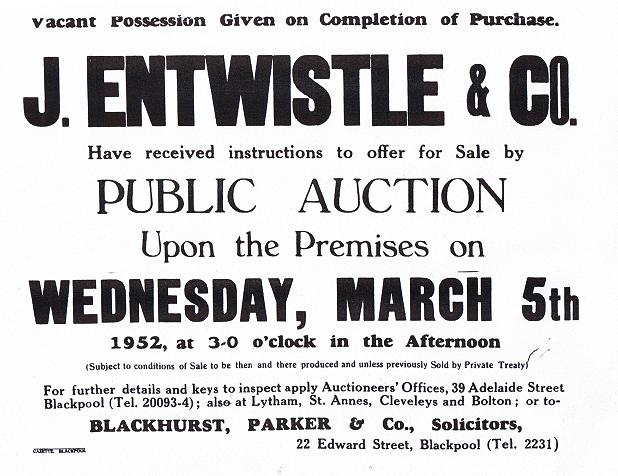 Vacant Possession Given on Completion of Purchase.
J. ENTWISTLE & CO.
Have received instructions to offer for Sale by
PUBLIC AUCTION
Upon the Premises on
WEDNESDAY, MARCH 5th
1952, at 3-0 o'clock in the Afternoon
(Subject to conditions of Sale to be then and there produced and unless previously Sold by Private Treaty)
For further details and keys to inspect apply Auctioneers' Offices, 39 Adelaide Street
Blackpool (Tel. 20093-4); also at Lytham, St. Annes, Cleveleys and Bolton; or to-
BLACKHURST, PARKER & Co., Solicitors,
22 Edward Street, Blackpool (Tel. 2231)
GAZETTE, BLACKPOOL